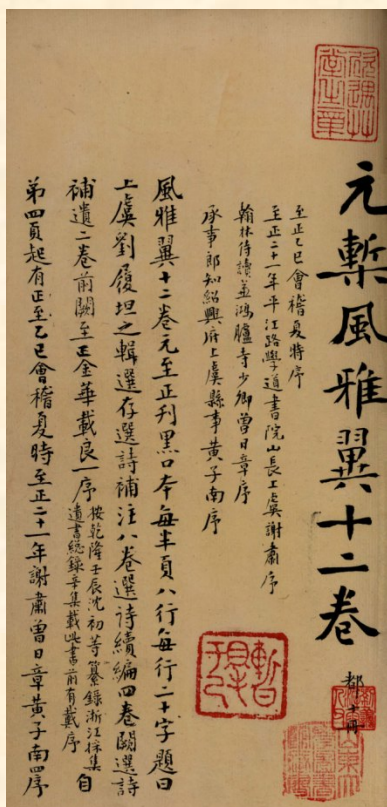 元槧風雅翼十二卷
至正乙巳會稽夏時序
至正二十一年平江路學道書院山長上虞謝肅序
翰林待讀并鴻臚寺少卿曾日章序
承事郎知紹興府上虞縣事黃子南序
風雅翼十二卷元至正刊黑口本每半頁八行每行二十字題曰
上虞劉履坦之輯選存選詩補注八卷選詩續編四卷闕選詩
補遺二卷前闕至正金華戴良一序
按乾隆壬辰沈初等纂錄浙江採集
遺書總錄辛集載此書前有戴序
自
第四頁起有至正乙巳會稽夏時至正二十一年謝肅曾日章黃子南四序
暫得于己